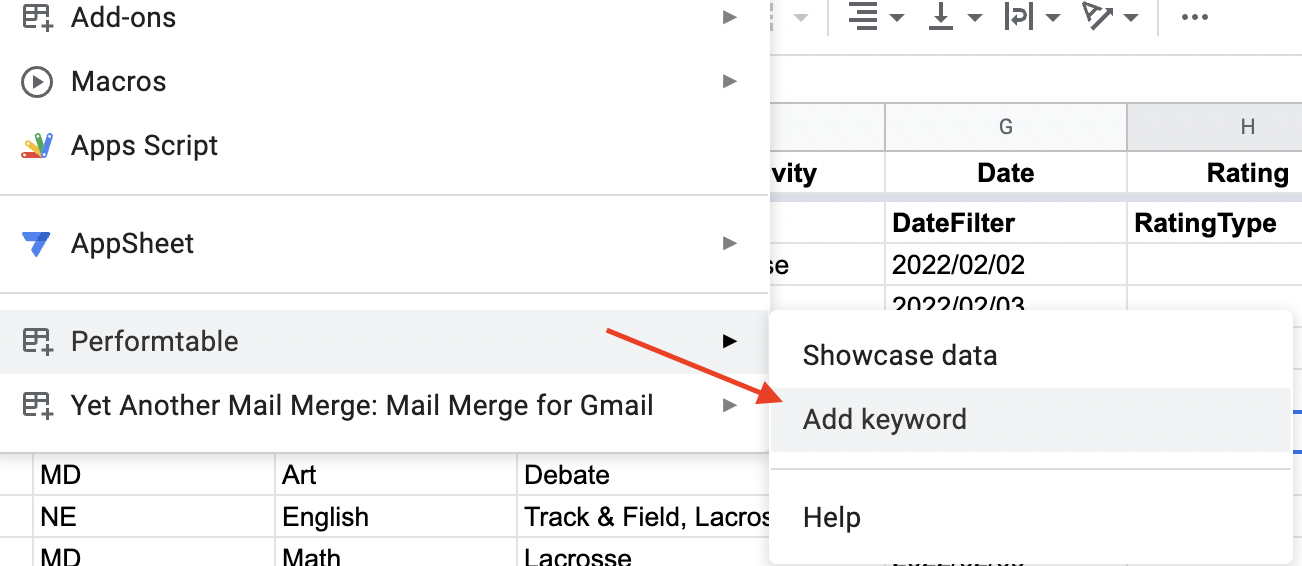 Add-ons
Macros
Apps Script
AppSheet
Performtable
Yet Another Mail Merge: Mail Merge for Gmail
G H
vity Date Rating
DateFilter RatingType
se 2022/02/02
2022/02/03
Showcase data
Add keyword
Help
MD Art Debate
NE English Track & Field, Lacros
MD Math Lacrosse